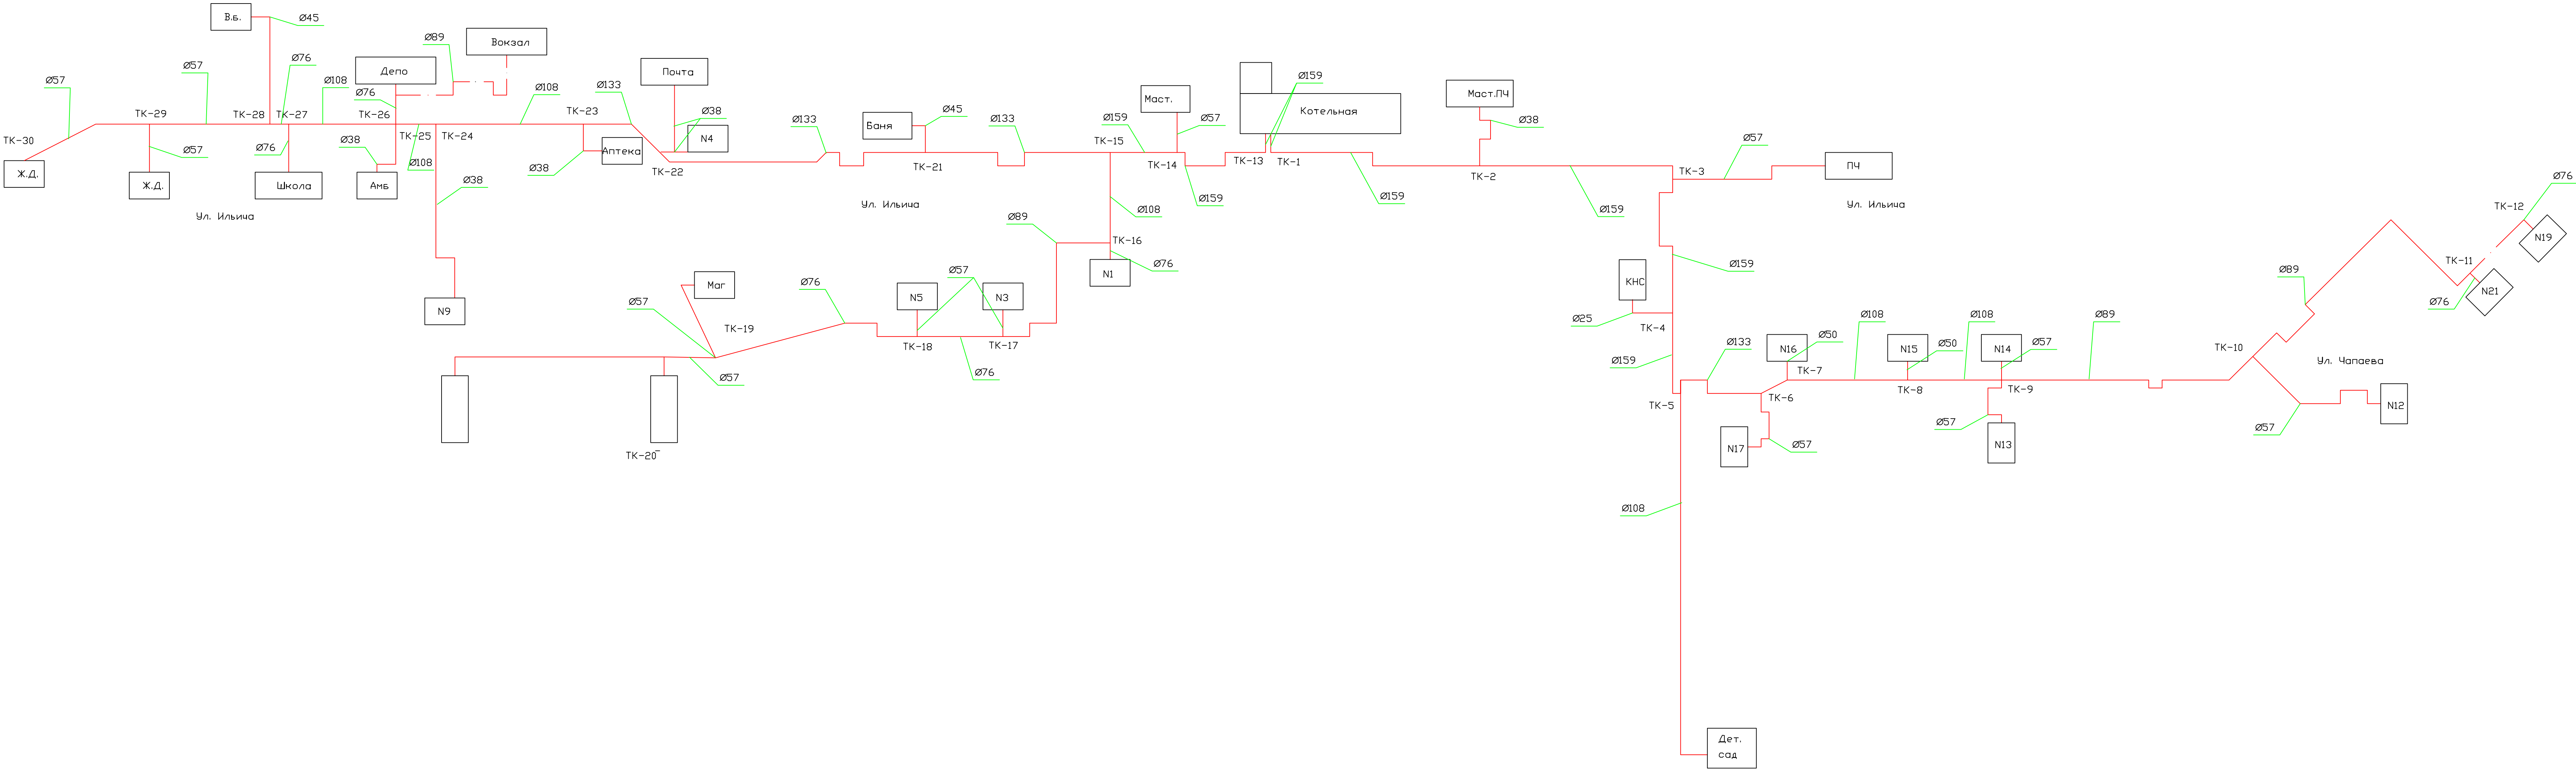 В.б.
Ø45
Ø89
Вокзал
Ø57
Ø57
Ø76
Ø108
Депо
Ø76
Ø108
Ø133
Почта
Ø38
ТК-30
ТК-29
ТК-28
ТК-27
ТК-26
ТК-25
ТК-24
ТК-23
N4
Аптека
Ø38
ТК-22
Ж.Д.
Ж.Д.
Ø57
Ø76
Школа
Ø38
Амб
Ø108
Ø38
Ул. Ильича
N9
Ø133
Баня
Ø45
Ø133
ТК-21
Ул. Ильича
Маст.
Ø159
Ø57
ТК-15
ТК-14
Ø159
Ø108
Котельная
Ø159
ТК-13
ТК-1
Ø159
Маст.ПЧ
Ø38
ТК-2
Ø159
ТК-3
Ø57
ПЧ
Ул. Ильича
Ø89
ТК-16
Ø76
N1
Ø57
N5
N3
ТК-18
ТК-17
Ø76
Ø76
Маг
Ø57
ТК-19
Ø57
ТК-20
Ø159
КНС
Ø25
ТК-4
Ø159
ТК-5
Ø133
ТК-6
N16
Ø50
ТК-7
Ø108
N15
Ø50
ТК-8
Ø108
N14
Ø57
ТК-9
Ø89
N17
Ø57
Ø57
N13
ТК-10
Ø89
Ул. Чапаева
Ø57
N12
ТК-11
Ø76
N21
ТК-12
Ø76
N19
Ø108
Дет.
сад